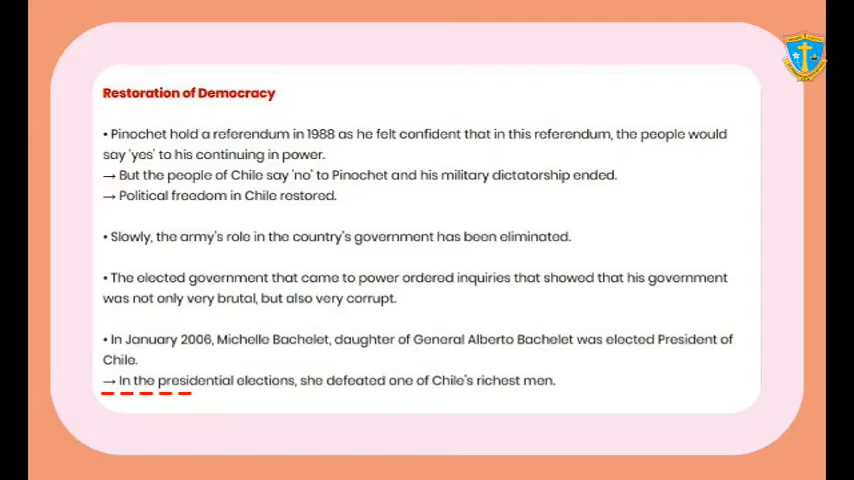 Restoration of Democracy
• Pinochet hold a referendum in 1988 as he felt confident that in this referendum, the people would
say 'yes' to his continuing in power.
→ But the people of Chile say 'no' to Pinochet and his military dictatorship ended.
→ Political freedom in Chile restored.
• Slowly, the army's role in the country's government has been eliminated.
• The elected government that came to power ordered inquiries that showed that his government
was not only very brutal, but also very corrupt.
• In January 2006, Michelle Bachelet, daughter of General Alberto Bachelet was elected President of
Chile.
→ In the presidential elections, she defeated one of Chile's richest men.